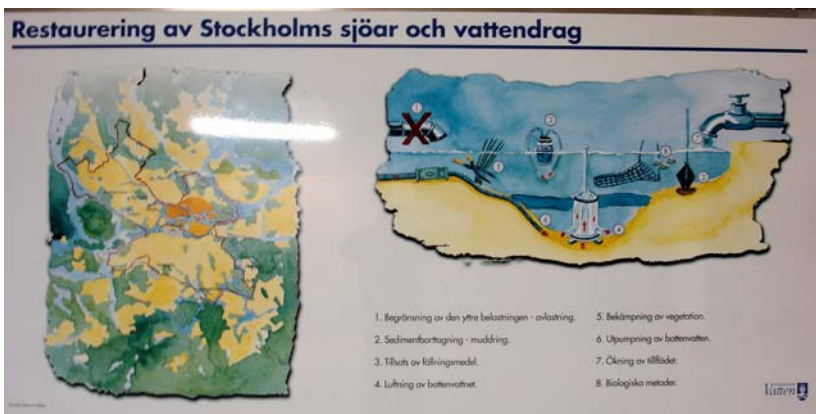 Restaurering av Stockholms sjöar och vattendrag
1. Begränsning av den yttre belastningen - avlastning.
2. Sedimentborttagning - muddring.
3. Tillsats av fällningsmedel.
4. Luftning av bottenvattnet.
5. Bekämpning av vegetation.
6. Utpumpning av bottenvatten.
7. Ökning av tillflödet.
8. Biologiska metoder.
Vatten